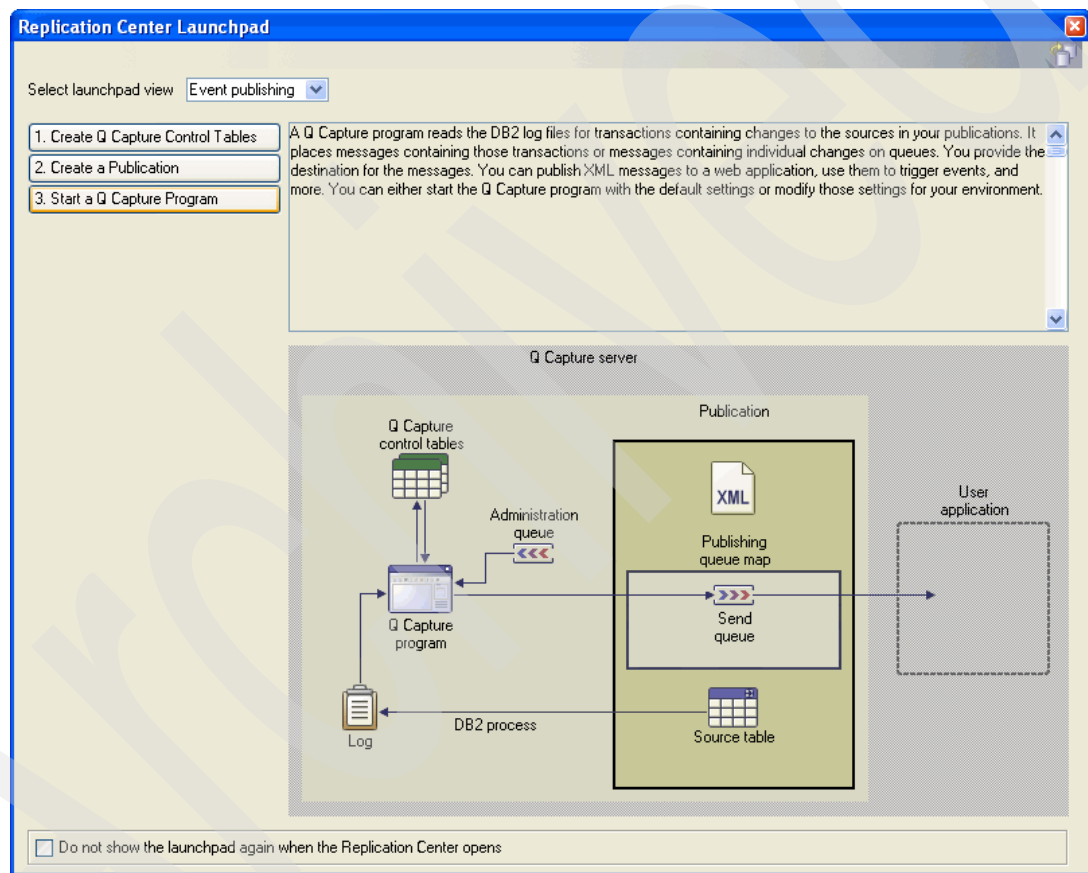 Replication Center Launchpad
Select launchpad view Event publishing
1. Create Q Capture Control Tables
2. Create a Publication
3. Start a Q Capture Program
A Q Capture program reads the DB2 log files for transactions containing changes to the sources in your publications. It
places messages containing those transactions or messages containing individual changes on queues. You provide the
destination for the messages. You can publish XML messages to a web application, use them to trigger events, and
more. You can either start the Q Capture program with the default settings or modify those settings for your environment.
Q Capture server
Publication
Q Capture
control tables
XML
User
application
Administration
queue
Publishing
queue map
Q Capture
program
Send
queue
DB2 process
Log
Source table
Do not show the launchpad again when the Replication Center opens